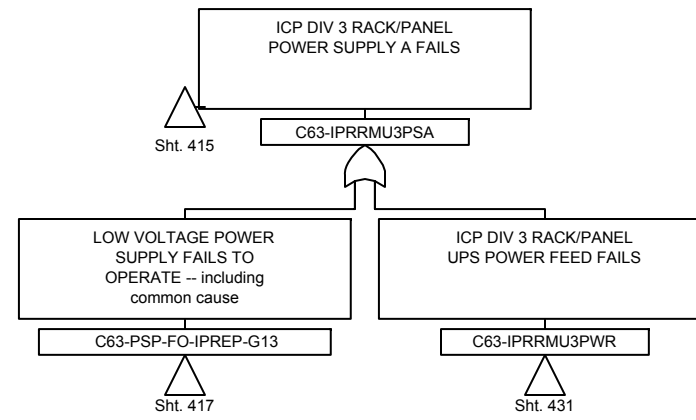 ICP DIV 3 RACK/PANEL
POWER SUPPLY A FAILS
Sht. 415
C63-IPRRMU3PSA
LOW VOLTAGE POWER
SUPPLY FAILS TO
OPERATE -- including
common cause
C63-PSP-FO-IPREP-G13
Sht. 417
ICP DIV 3 RACK/PANEL
UPS POWER FEED FAILS
C63-IPRRMU3PWR
Sht. 431